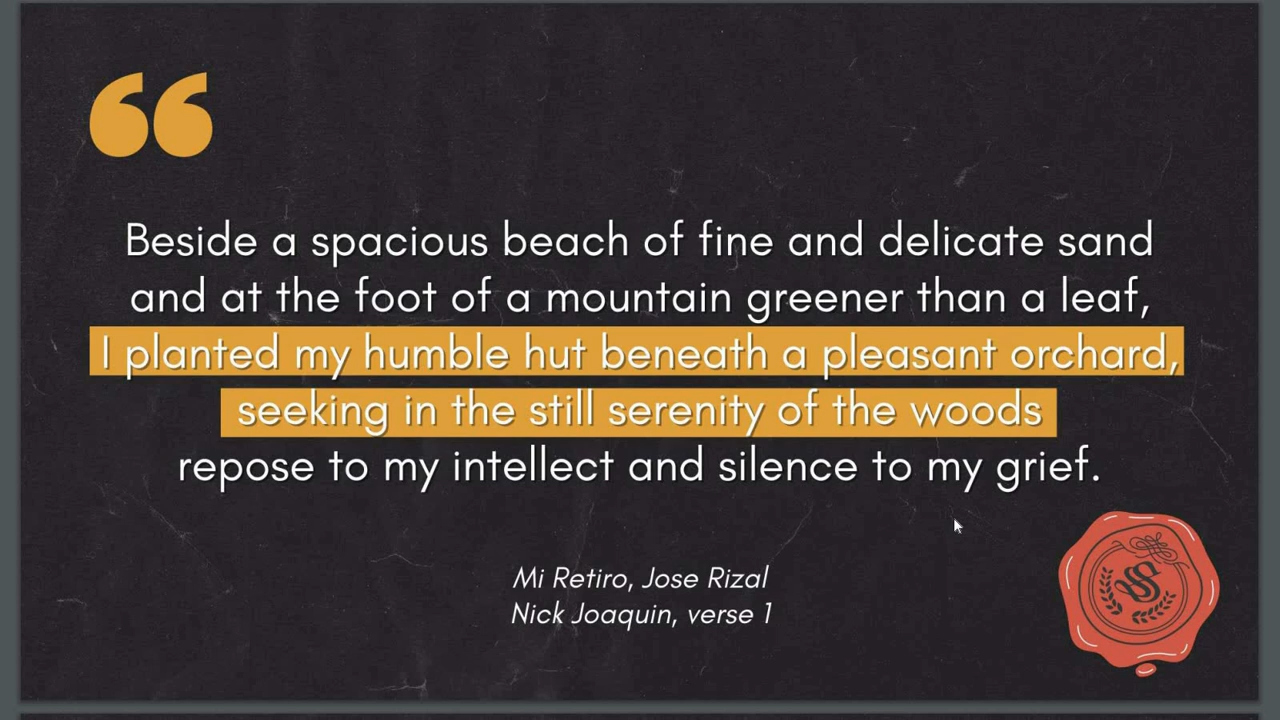 Beside a spacious beach of fine and delicate sand
and at the foot of a mountain greener than a leaf,
I planted my humble hut beneath a pleasant orchard,
seeking in the still serenity of the woods
repose to my intellect and silence to my grief.
Mi Retiro, Jose Rizal
Nick Joaquin, verse 1